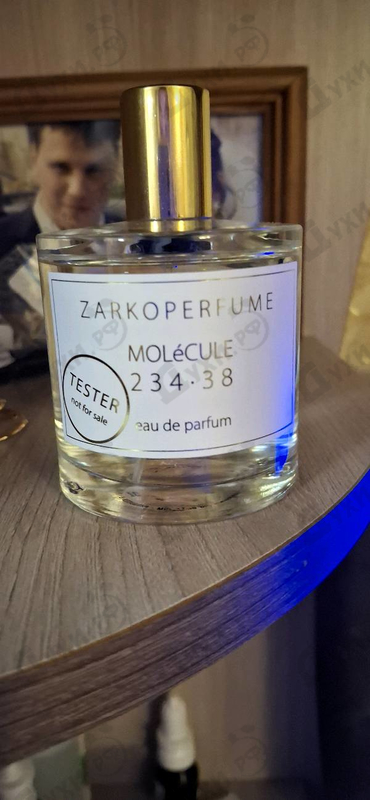 ZARKOPERFUME
MOLéCULE
234·38
TESTER
not for sale
eau de parfum